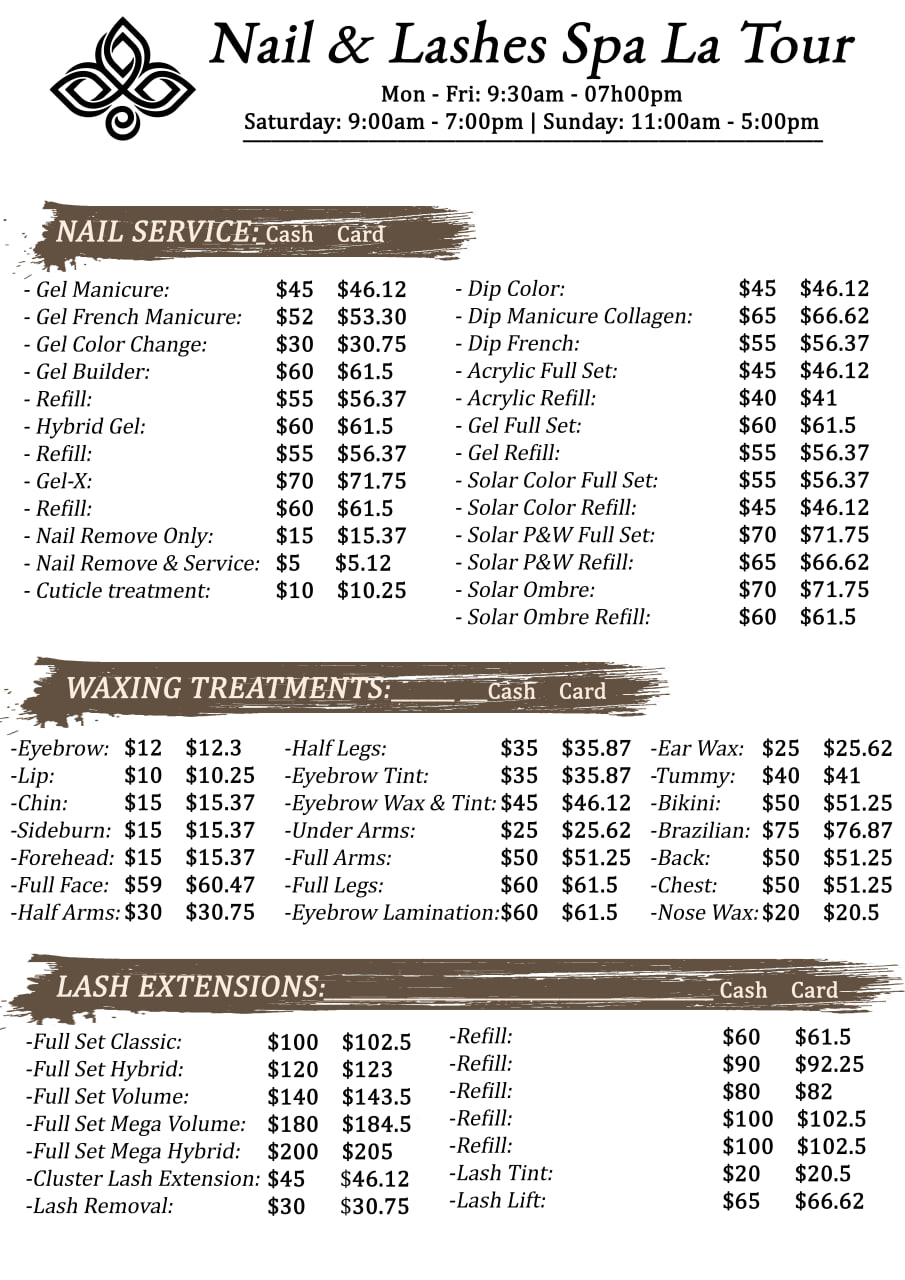 Nail & Lashes Spa La Tour
Mon - Fri: 9:30am - 07h00pm
Saturday: 9:00am - 7:00pm | Sunday: 11:00am - 5:00pm
NAIL SERVICE:_Cash Card
- Gel Manicure: $45 $46.12
- Gel French Manicure: $52 $53.30
- Gel Color Change: $30 $30.75
- Gel Builder: $60 $61.5
- Refill: $55 $56.37
- Hybrid Gel: $60 $61.5
- Refill: $55 $56.37
- Gel-X: $70 $71.75
- Refill: $60 $61.5
- Nail Remove Only: $15 $15.37
- Nail Remove & Service: $5 $5.12
- Cuticle treatment: $10 $10.25
- Dip Color: $45 $46.12
- Dip Manicure Collagen: $65 $66.62
- Dip French: $55 $56.37
- Acrylic Full Set: $45 $46.12
- Acrylic Refill: $40 $41
- Gel Full Set: $60 $61.5
- Gel Refill: $55 $56.37
- Solar Color Full Set: $55 $56.37
- Solar Color Refill: $45 $46.12
- Solar P&W Full Set: $70 $71.75
- Solar P&W Refill: $65 $66.62
- Solar Ombre: $70 $71.75
- Solar Ombre Refill: $60 $61.5
WAXING TREATMENTS:_____ __Cash Card
-Eyebrow: $12 $12.3
-Lip: $10 $10.25
-Chin: $15 $15.37
-Sideburn: $15 $15.37
-Forehead: $15 $15.37
-Full Face: $59 $60.47
-Half Arms: $30 $30.75
-Half Legs: $35 $35.87
-Eyebrow Tint: $35 $35.87
-Eyebrow Wax & Tint: $45 $46.12
-Under Arms: $25 $25.62
-Full Arms: $50 $51.25
-Full Legs: $60 $61.5
-Eyebrow Lamination: $60 $61.5
-Ear Wax: $25 $25.62
-Tummy: $40 $41
-Bikini: $50 $51.25
-Brazilian: $75 $76.87
-Back: $50 $51.25
-Chest: $50 $51.25
-Nose Wax: $20 $20.5
LASH EXTENSIONS:______________________________ Cash Card
-Full Set Classic: $100 $102.5
-Full Set Hybrid: $120 $123
-Full Set Volume: $140 $143.5
-Full Set Mega Volume: $180 $184.5
-Full Set Mega Hybrid: $200 $205
-Cluster Lash Extension: $45 $46.12
-Lash Removal: $30 $30.75
-Refill: $60 $61.5
-Refill: $90 $92.25
-Refill: $80 $82
-Refill: $100 $102.5
-Refill: $100 $102.5
-Lash Tint: $20 $20.5
-Lash Lift: $65 $66.62